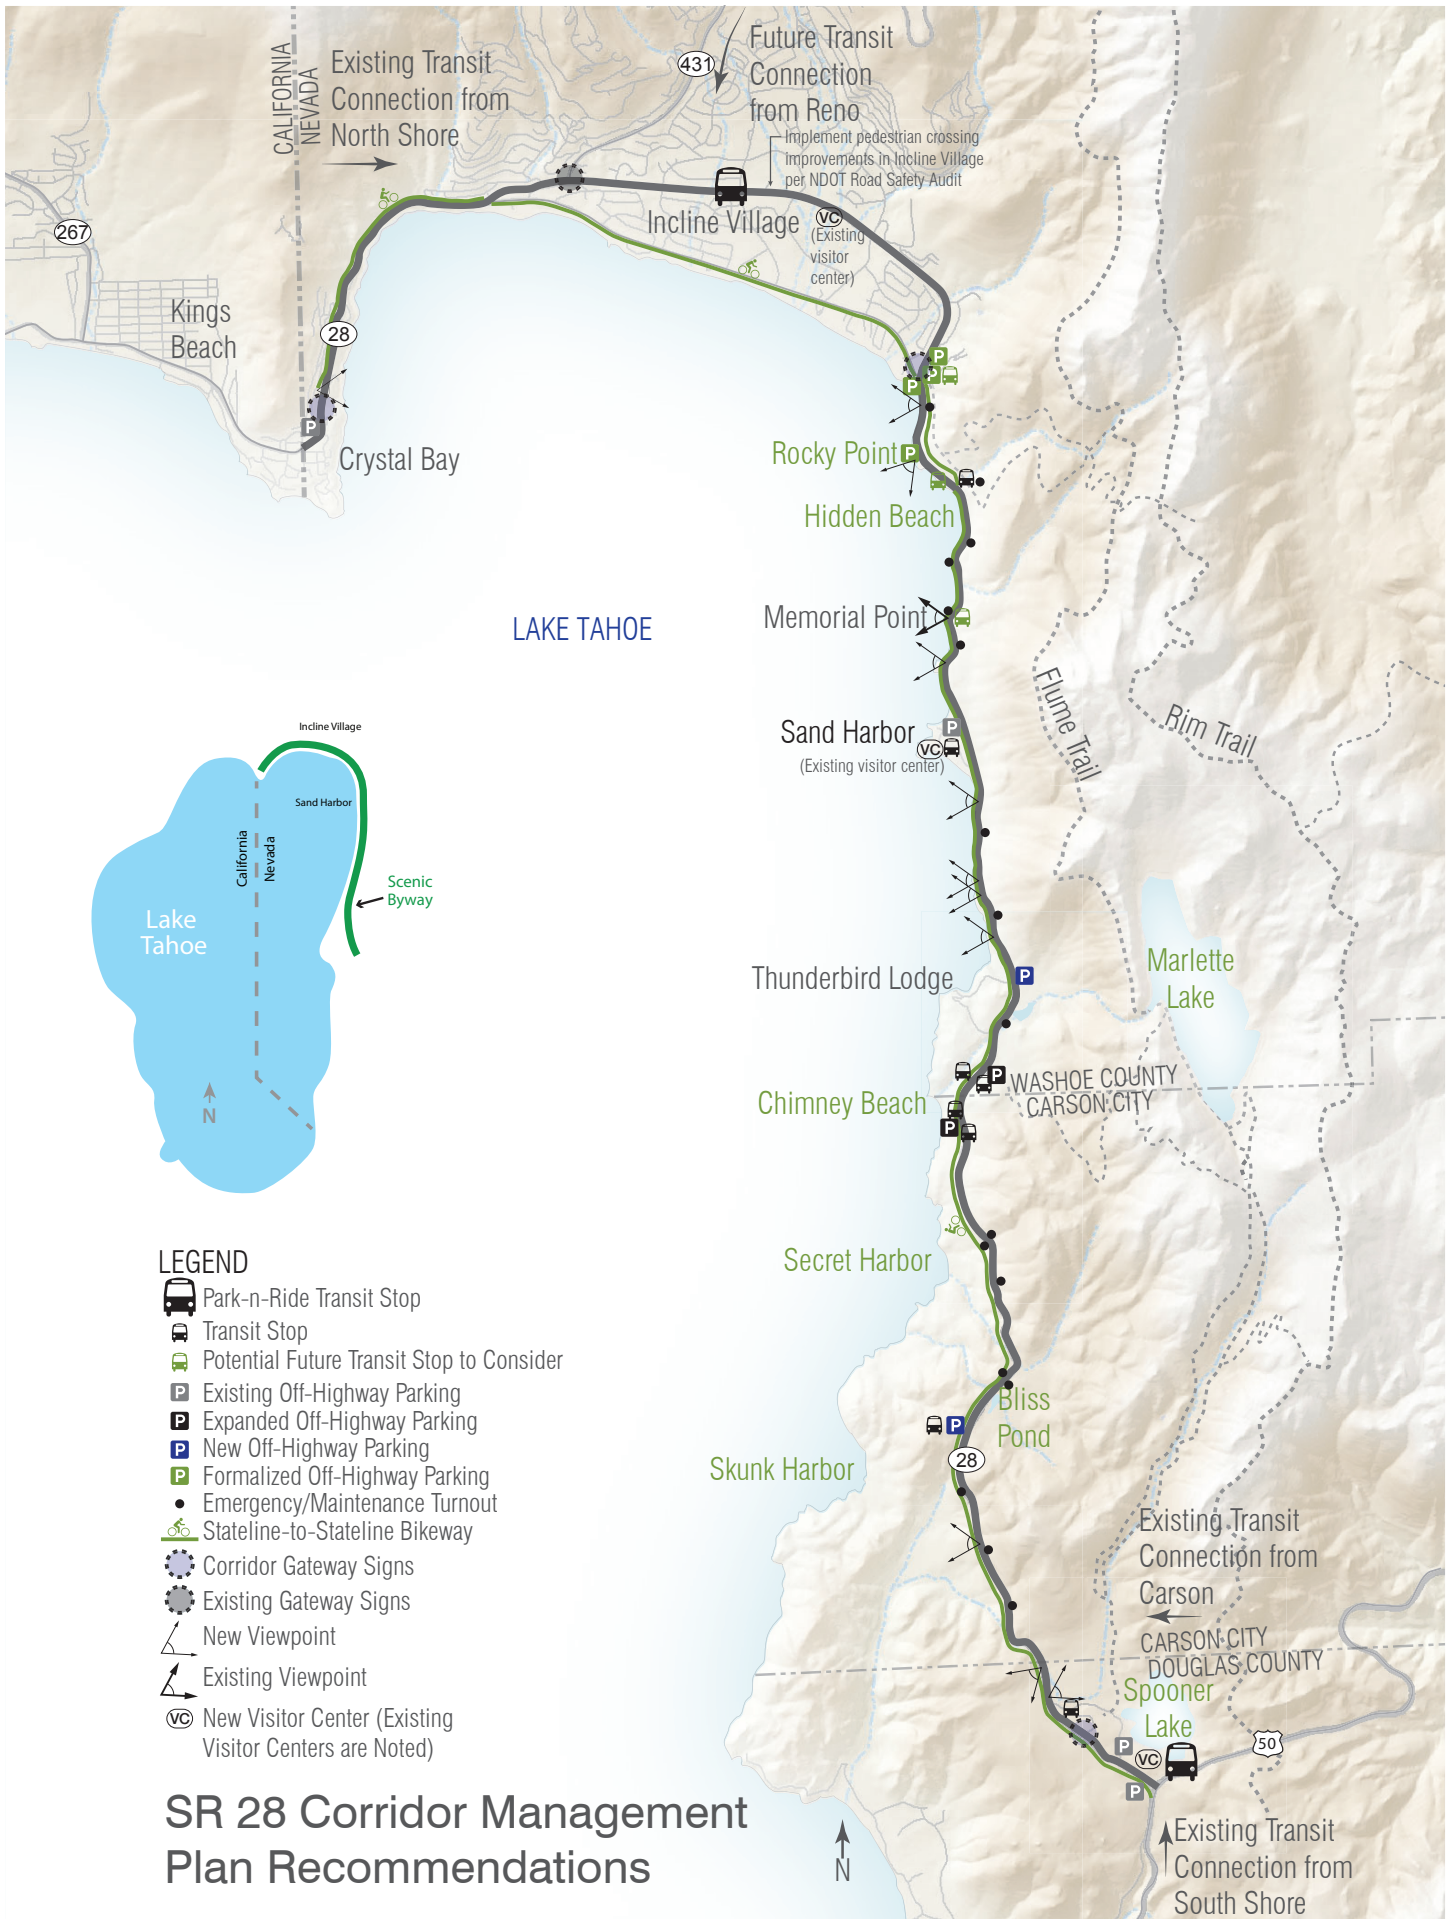 CALIFORNIA
NEVADA
Existing Transit
Connection from
North Shore
431
Future Transit
Connection
from Reno
Implement pedestrian crossing
improvements in Incline Village
per NDOT Road Safety Audit
267
Incline Village
VC
(Existing
visitor
center)
Kings
Beach
28
P
P
P
P
P
Crystal Bay
Rocky Point
P
Hidden Beach
LAKE TAHOE
Memorial Point
Flume Trail
Rim Trail
Sand Harbor
P
VC
(Existing visitor center)
Incline Village
Sand Harbor
California
Nevada
Scenic
Byway
Lake
Tahoe
N
Marlette
Lake
Thunderbird Lodge
P
P
WASHOE COUNTY
CARSON CITY
Chimney Beach
P
Secret Harbor
Bliss
Pond
P
28
Skunk Harbor
LEGEND
Park-n-Ride Transit Stop
Transit Stop
Potential Future Transit Stop to Consider
P Existing Off-Highway Parking
P Expanded Off-Highway Parking
P New Off-Highway Parking
P Formalized Off-Highway Parking
Emergency/Maintenance Turnout
Stateline-to-Stateline Bikeway
Corridor Gateway Signs
Existing Gateway Signs
New Viewpoint
Existing Viewpoint
VC New Visitor Center (Existing
Visitor Centers are Noted)
Existing Transit
Connection from
Carson
CARSON CITY
DOUGLAS COUNTY
Spooner
Lake
P
VC
50
P
SR 28 Corridor Management
Plan Recommendations
N
Existing Transit
Connection from
South Shore